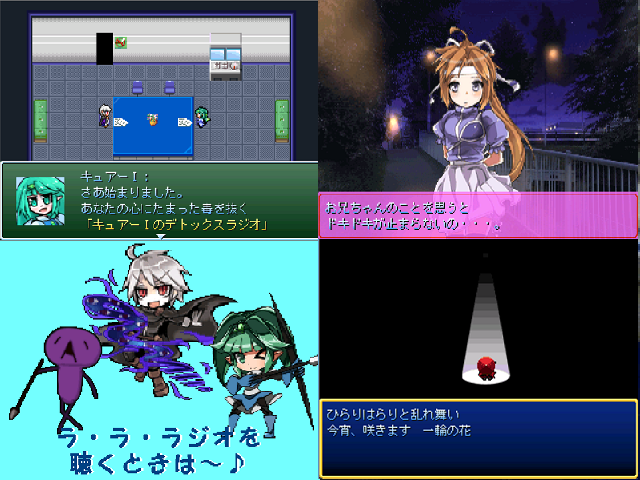 キュアーI：
さあ始まりました。
あなたの心にたまった毒を抜く
「キュアーIのデトックスラジオ」
お兄ちゃんのことを思うと
ドキドキが止まらないの・・・。
ラ・ラ・ラジオを
聴くときは～♪
ひらりはらりと乱れ舞い
今宵、咲きます　一輪の花